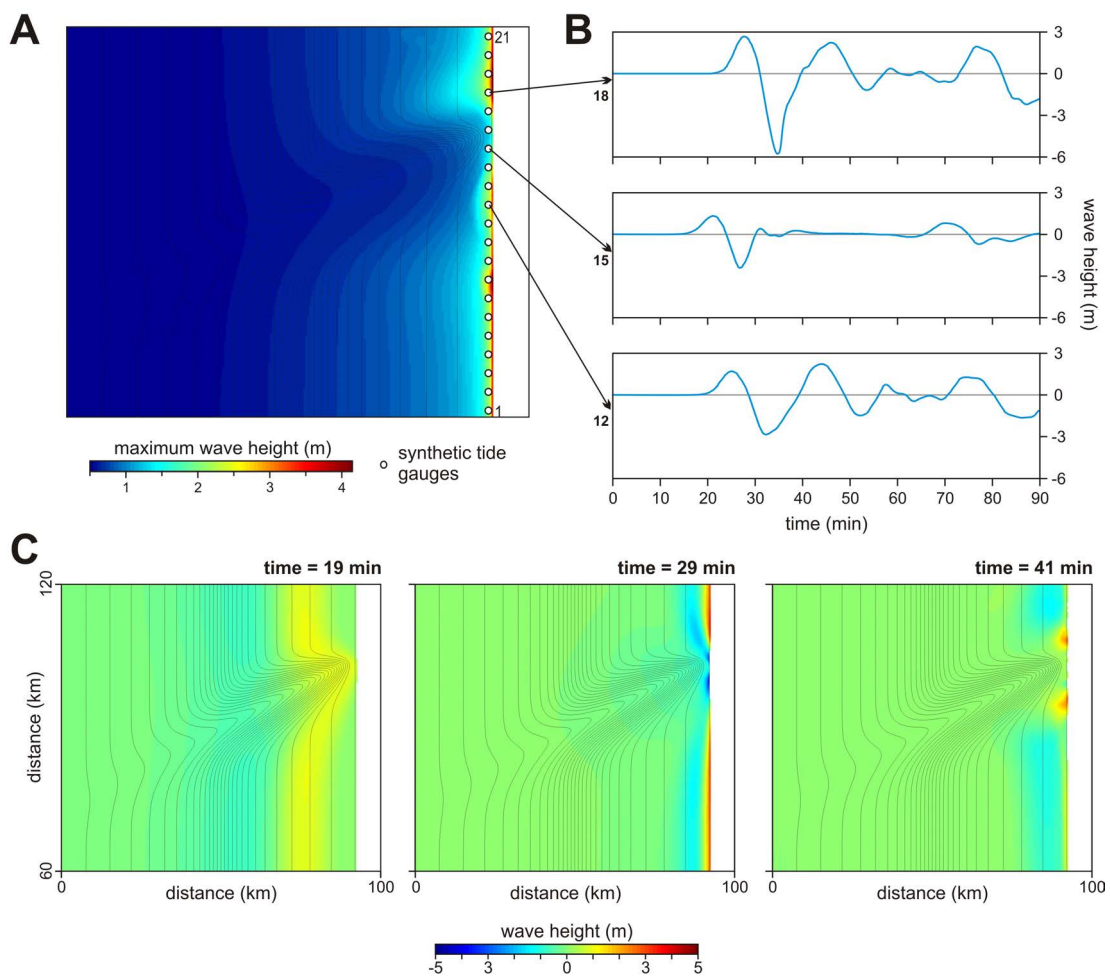 A
21
1
maximum wave height (m)
1 2 3 4
synthetic tide
gauges
B
3
0
-3
-6
18
3
0
-3
-6
15
3
0
-3
-6
12
wave height (m)
0 10 20 30 40 50 60 70 80 90
time (min)
C
time = 19 min
time = 29 min
time = 41 min
120
distance (km)
60
0 distance (km) 100
0 distance (km) 100
0 distance (km) 100
wave height (m)
-5 3 0 3 5